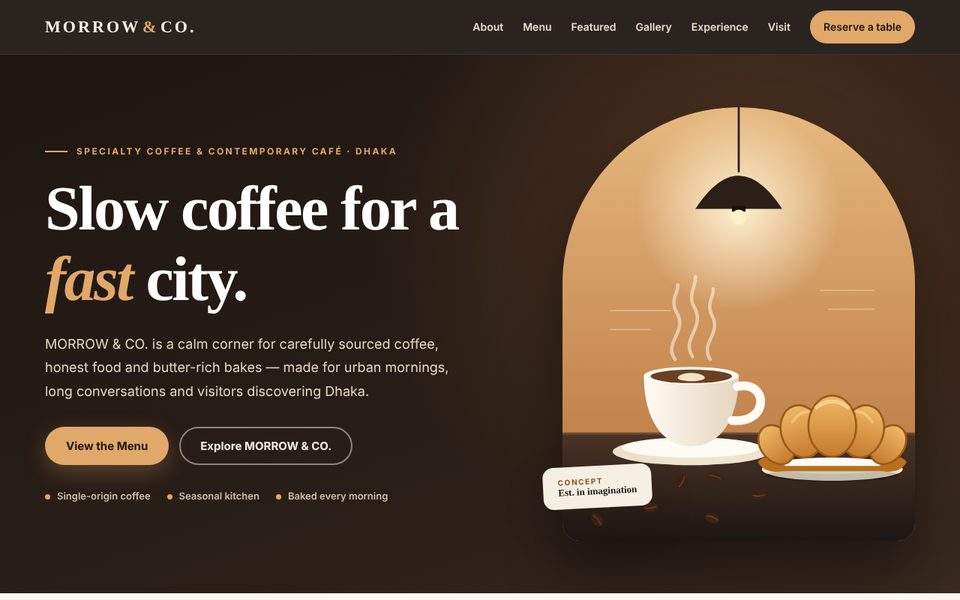 MORROW & CO.
About Menu Featured Gallery Experience Visit Reserve a table
SPECIALTY COFFEE & CONTEMPORARY CAFÉ · DHAKA
Slow coffee for a
fast city.
MORROW & CO. is a calm corner for carefully sourced coffee,
honest food and butter-rich bakes — made for urban mornings,
long conversations and visitors discovering Dhaka.
View the Menu Explore MORROW & CO.
Single-origin coffee Seasonal kitchen Baked every morning
CONCEPT
Est. in imagination